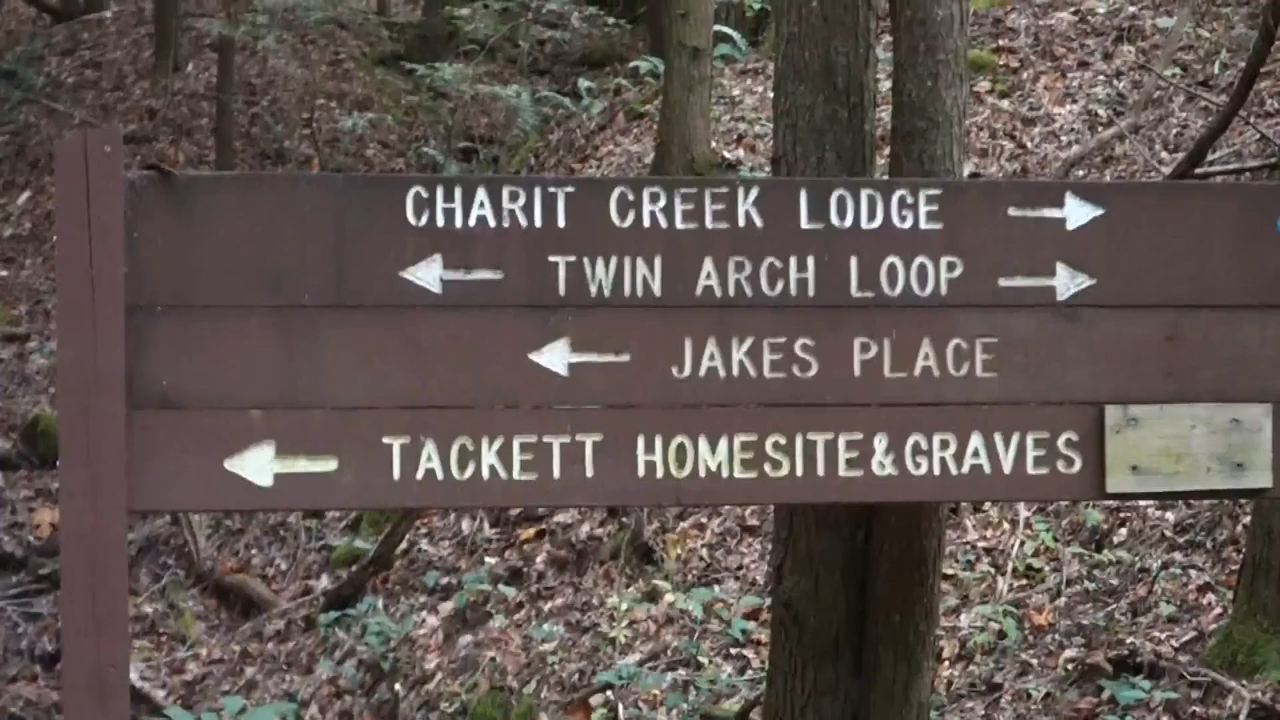 CHARIT CREEK LODGE →
← TWIN ARCH LOOP →
← JAKES PLACE
← TACKETT HOMESITE&GRAVES